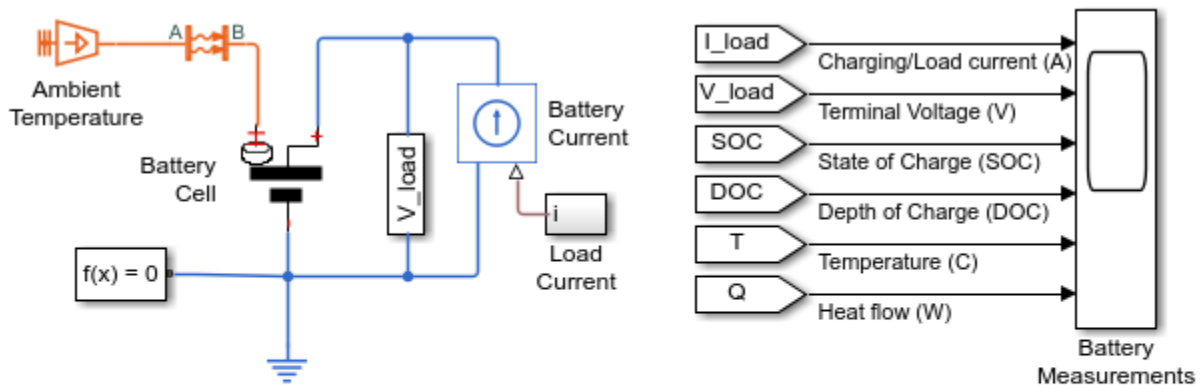 A
B
Ambient
Temperature
Battery
Cell
V_load
Battery
Current
i
Load
Current
f(x) = 0
I_load
Charging/Load current (A)
V_load
Terminal Voltage (V)
SOC
State of Charge (SOC)
DOC
Depth of Charge (DOC)
T
Temperature (C)
Q
Heat flow (W)
Battery
Measurements